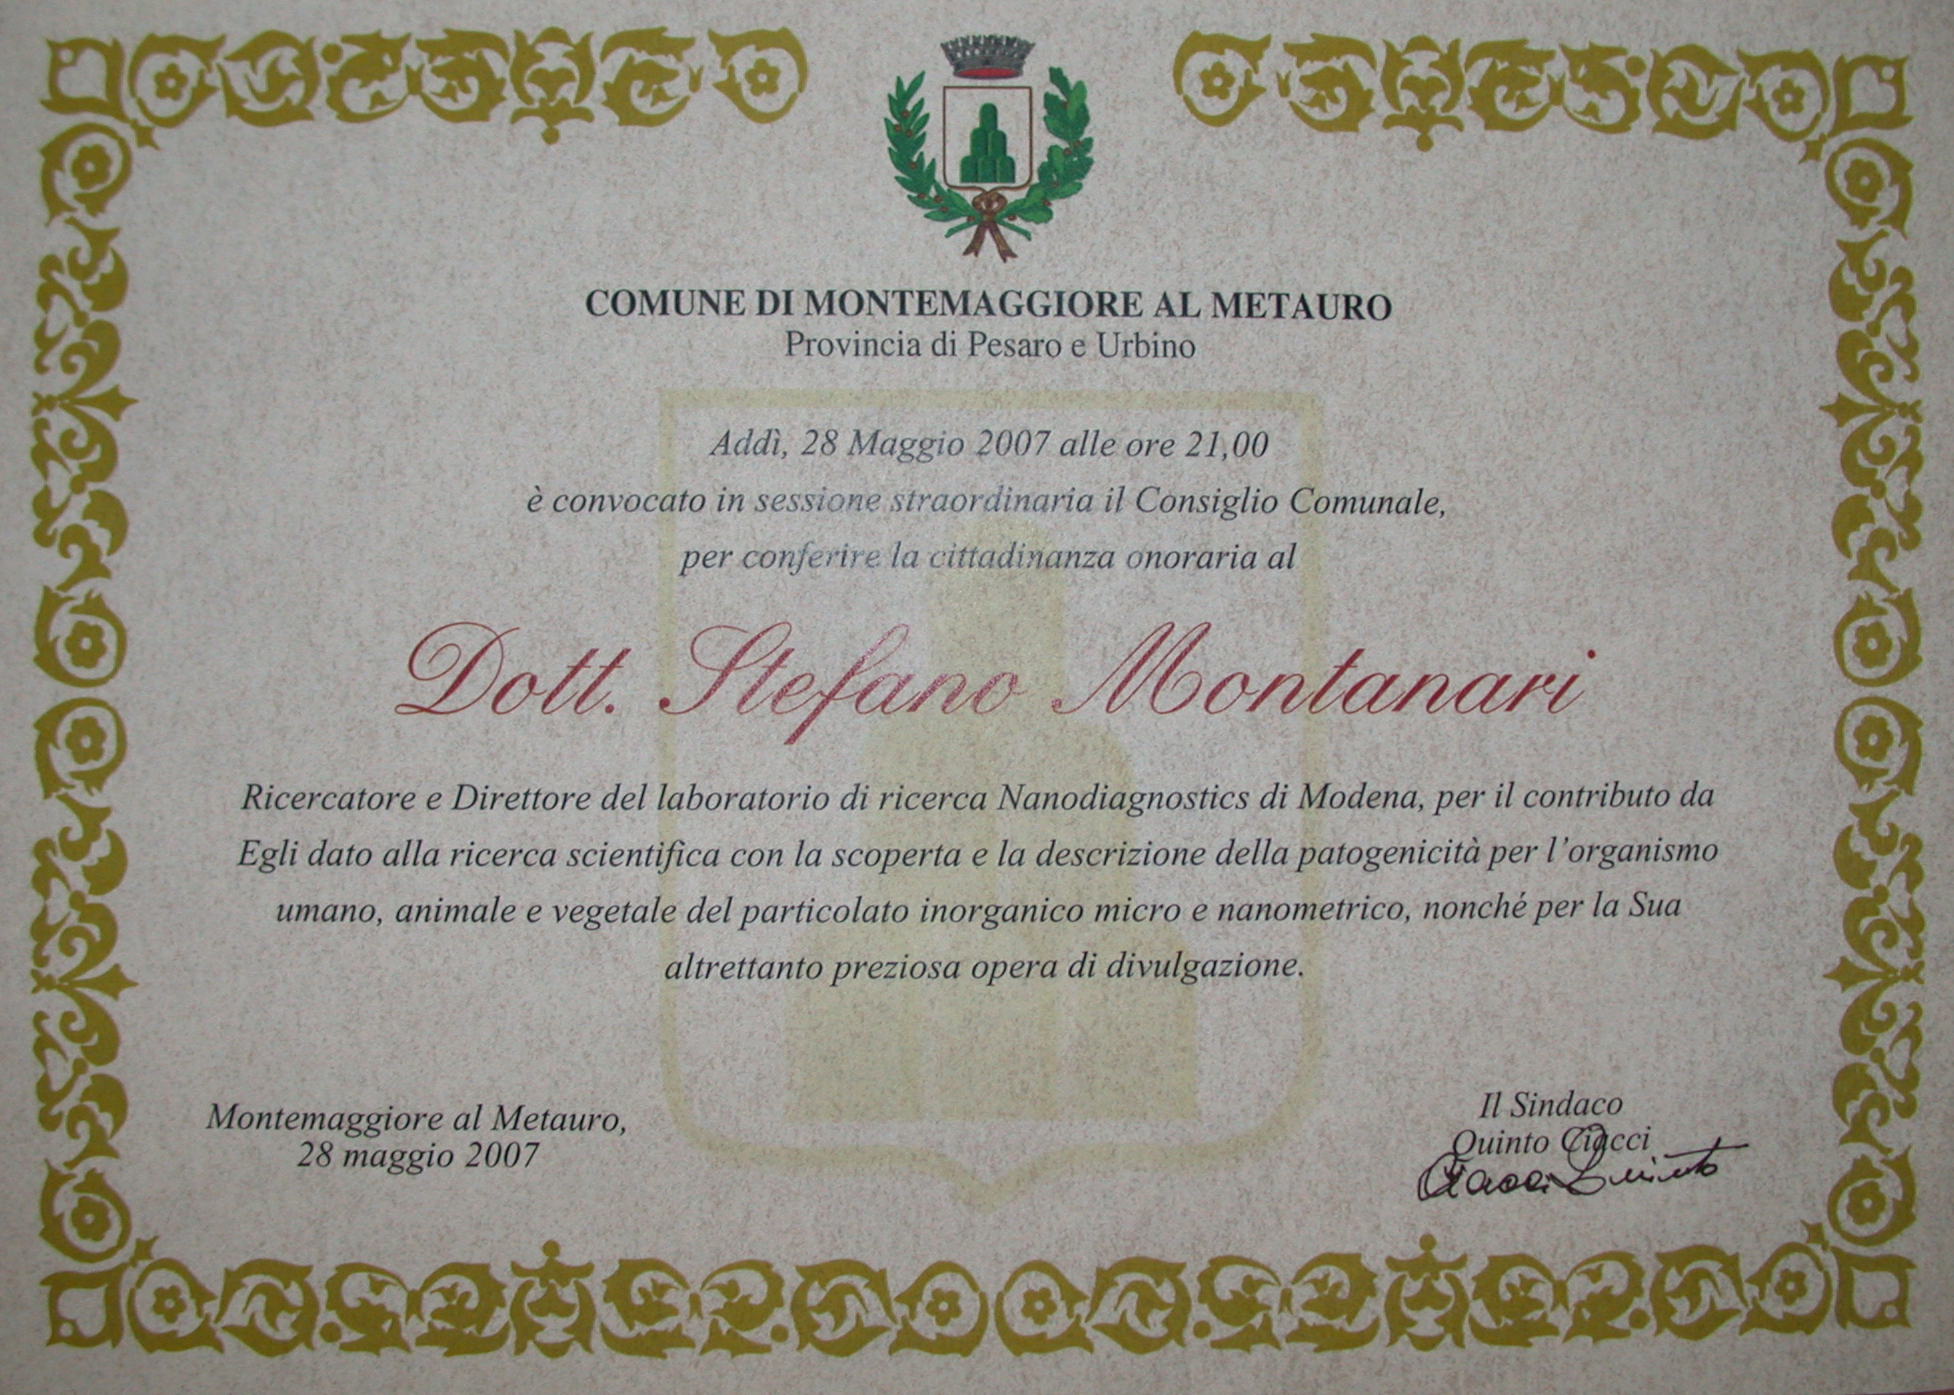 COMUNE DI MONTEMAGGIORE AL METAURO
Provincia di Pesaro e Urbino
Addì, 28 Maggio 2007 alle ore 21,00
è convocato in sessione straordinaria il Consiglio Comunale,
per conferire la cittadinanza onoraria al
Dott. Stefano Montanari
Ricercatore e Direttore del laboratorio di ricerca Nanodiagnostics di Modena, per il contributo da
Egli dato alla ricerca scientifica con la scoperta e la descrizione della patogenicità per l'organismo
umano, animale e vegetale del particolato inorganico micro e nanometrico, nonché per la Sua
altrettanto preziosa opera di divulgazione.
Montemaggiore al Metauro,
28 maggio 2007
Il Sindaco
Quinto Ciacci
Ciacci Quinto